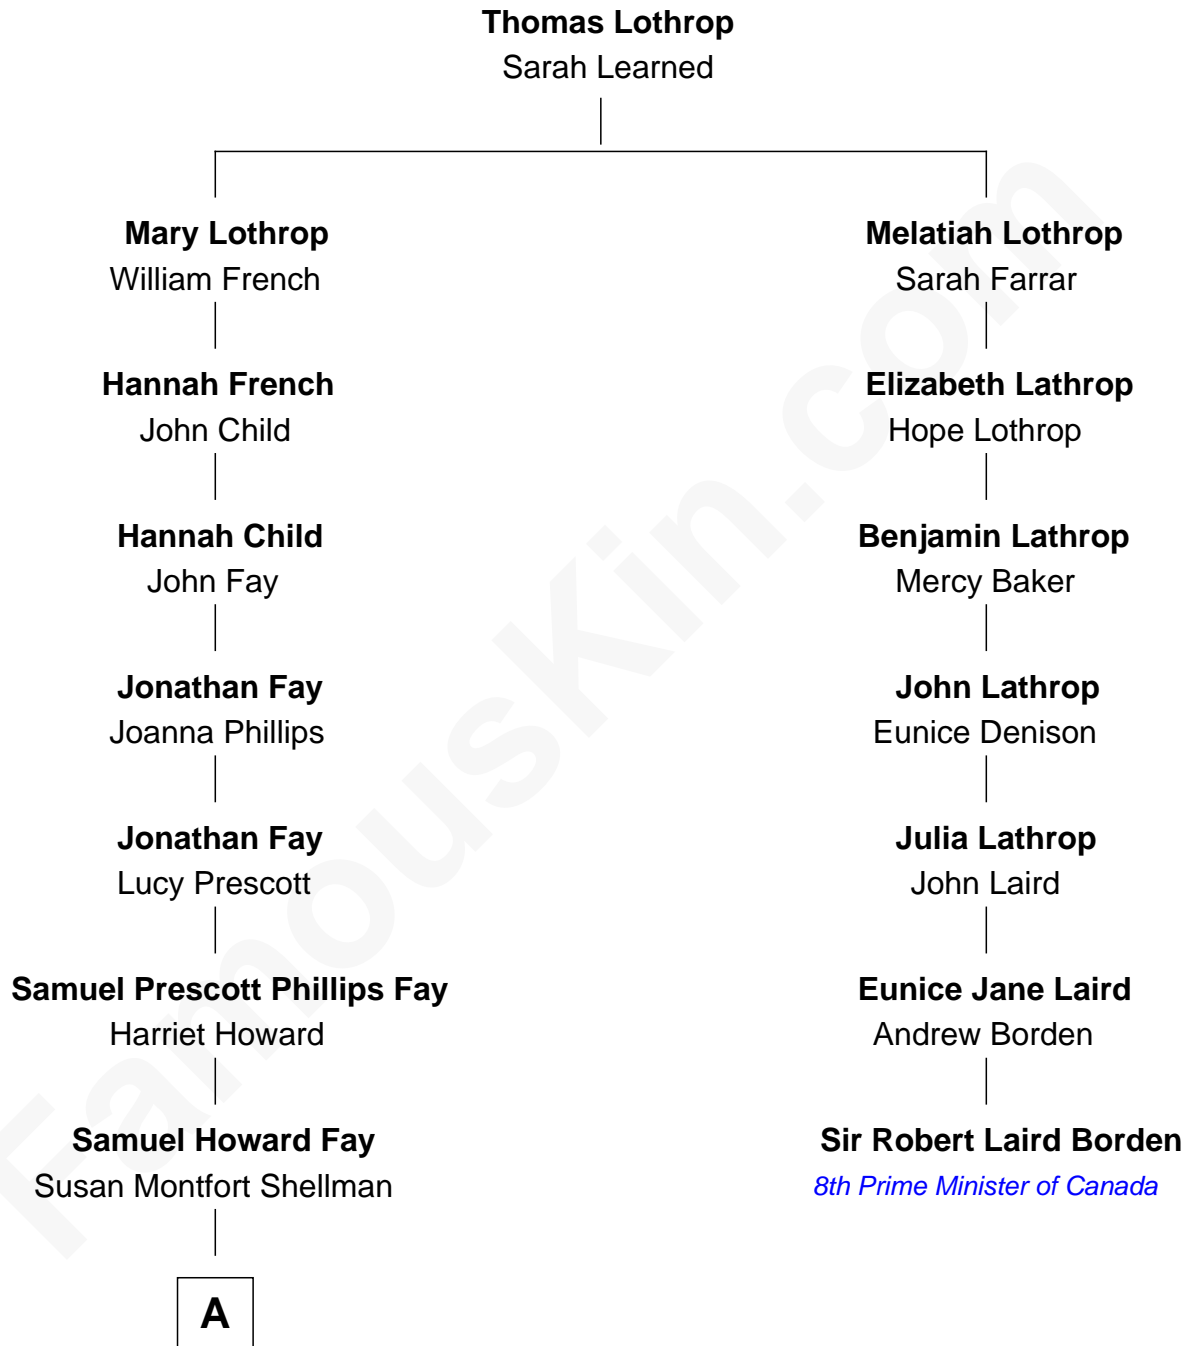 Thomas Lothrop
Sarah Learned
Mary Lothrop
William French
Melatiah Lothrop
Sarah Farrar
Hannah French
John Child
Elizabeth Lathrop
Hope Lothrop
Hannah Child
John Fay
Benjamin Lathrop
Mercy Baker
Jonathan Fay
Joanna Phillips
John Lathrop
Eunice Denison
Jonathan Fay
Lucy Prescott
Julia Lathrop
John Laird
Samuel Prescott Phillips Fay
Harriet Howard
Eunice Jane Laird
Andrew Borden
Samuel Howard Fay
Susan Montfort Shellman
Sir Robert Laird Borden
8th Prime Minister of Canada
A
FamousKin.com